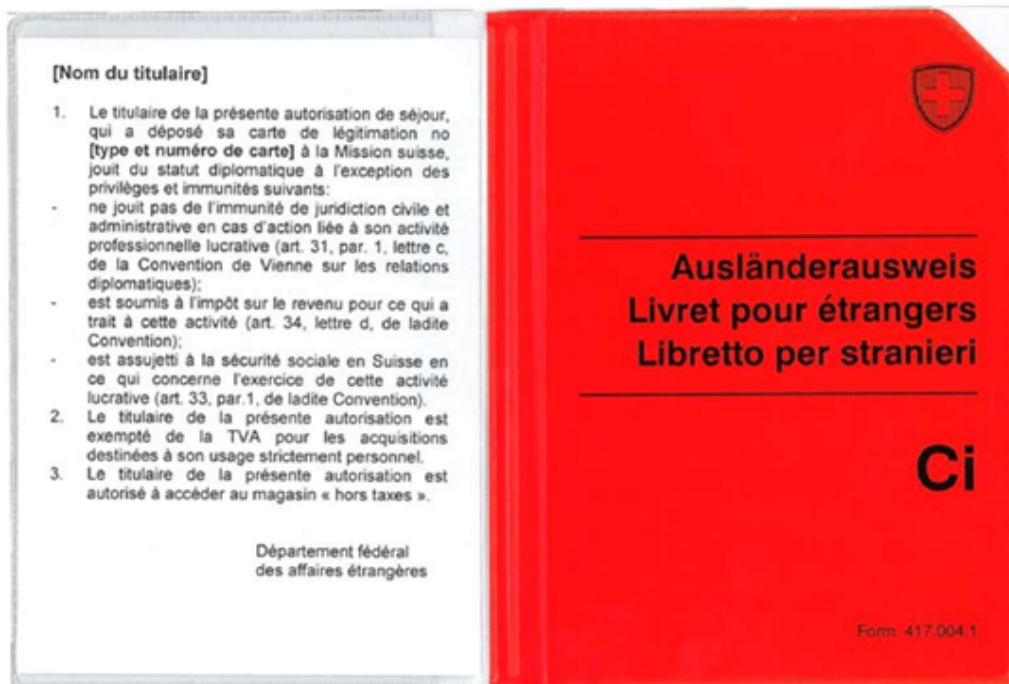 [Nom du titulaire]
1. Le titulaire de la présente autorisation de séjour,
qui a déposé sa carte de légitimation no
[type et numéro de carte] à la Mission suisse,
jouit du statut diplomatique à l'exception des
privilèges et immunités suivants:
- ne jouit pas de l'immunité de juridiction civile et
administrative en cas d'action liée à son activité
professionnelle lucrative (art. 31, par. 1, lettre c,
de la Convention de Vienne sur les relations
diplomatiques);
- est soumis à l'impôt sur le revenu pour ce qui a
trait à cette activité (art. 34, lettre d, de ladite
Convention);
- est assujetti à la sécurité sociale en Suisse en
ce qui concerne l'exercice de cette activité
lucrative (art. 33, par.1, de ladite Convention).
2. Le titulaire de la présente autorisation est
exempté de la TVA pour les acquisitions
destinées à son usage strictement personnel.
3. Le titulaire de la présente autorisation est
autorisé à accéder au magasin « hors taxes ».
Département fédéral
des affaires étrangères
Ausländerausweis
Livret pour étrangers
Libretto per stranieri
Ci
Form. 417.004.1